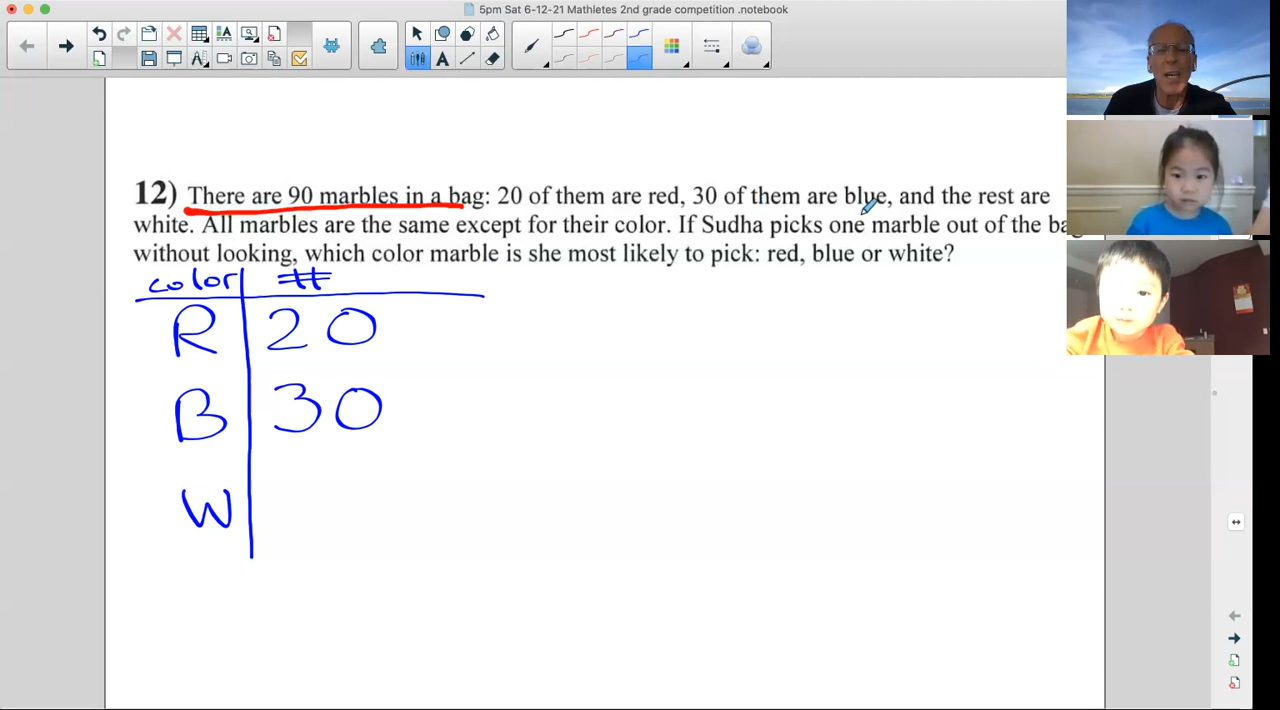 5pm Sat 6-12-21 Mathletes 2nd grade competition .notebook
12) There are 90 marbles in a bag: 20 of them are red, 30 of them are blue, and the rest are
white. All marbles are the same except for their color. If Sudha picks one marble out of the ba
without looking, which color marble is she most likely to pick: red, blue or white?
color #
R 20
B 30
W